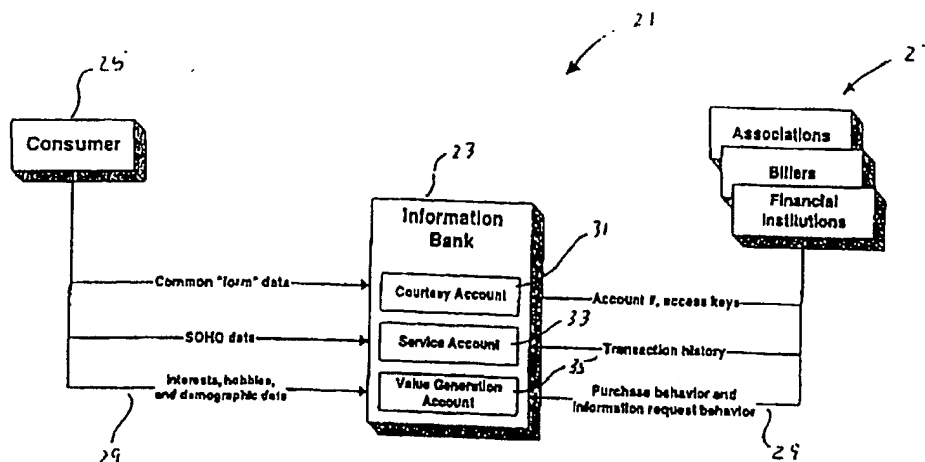 21
25
2
Consumer
Associations
Billers
Financial
Institutions
23
Information
Bank
31
Common "form" data
Courtesy Account
Account #, access keys
33
SOHO data
Service Account
Transaction history
35
Interests, hobbies,
and demographic data
Value Generation
Account
Purchase behavior and
information request behavior
29
29